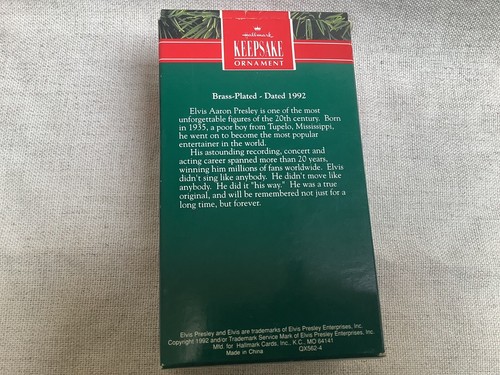 Hallmark
KEEPSAKE
ORNAMENT
Brass-Plated - Dated 1992
Elvis Aaron Presley is one of the most
unforgettable figures of the 20th century. Born
in 1935, a poor boy from Tupelo, Mississippi,
he went on to become the most popular
entertainer in the world.
His astounding recording, concert and
acting career spanned more than 20 years,
winning him millions of fans worldwide. Elvis
didn't sing like anybody. He didn't move like
anybody. He did it "his way." He was a true
original, and will be remembered not just for a
long time, but forever.
Elvis Presley and Elvis are trademarks of Elvis Presley Enterprises, Inc.
Copyright 1992 and/or Trademark Service Mark of Elvis Presley Enterprises, Inc.
Mfd. for Hallmark Cards, Inc., K.C., MO 64141
Made in China QX562-4